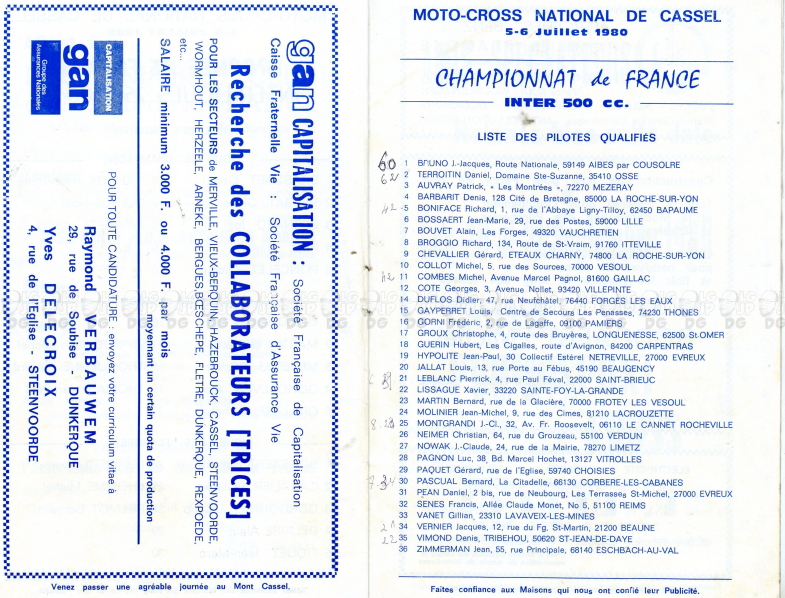 gan CAPITALISATION : Société Française de Capitalisation
Caisse Fraternelle Vie : Société Française d'Assurance Vie
Recherche des COLLABORATEURS [TRICES]
POUR LES SECTEURS de MERVILLE, VIEUX-BERQUIN, HAZEBROUCK, CASSEL, STEENVOORDE,
WORMHOUT, HERZEELE, ARNEKE, BERGUES, BOESCHEPE, FLETRE, DUNKERQUE, REXPOEDE,
etc...
SALAIRE minimum 3.000 F. ou 4.000 F. par mois
moyennant un certain quota de production
POUR TOUTE CANDIDATURE : envoyez votre curriculum vitae à
Raymond VERBAUWEM
29, rue de Soubise - DUNKERQUE
Yves DELECROIX
4, rue de l'Eglise - STEENVOORDE
CAPITALISATION
gan
Groupe des
Assurances Nationales
Venez passer une agréable journée au Mont Cassel.
MOTO-CROSS NATIONAL DE CASSEL
5-6 Juillet 1980
CHAMPIONNAT de FRANCE
INTER 500 cc.
LISTE DES PILOTES QUALIFIÉS
60 1 BRUNO J.-Jacques, Route Nationale, 59149 AIBES par COUSOLRE
62 2 TERROITIN Daniel, Domaine Ste-Suzanne, 35410 OSSE
3 AUVRAY Patrick, « Les Montrées », 72270 MEZERAY
4 BARBARIT Denis, 128 Cité de Bretagne, 85000 LA ROCHE-SUR-YON
42 5 BONIFACE Richard, 1, rue de l'Abbaye Ligny-Tilloy, 62450 BAPAUME
6 BOSSAERT Jean-Marie, 29, rue des Postes, 59000 LILLE
7 BOUVET Alain, Les Forges, 49320 VAUCHRETIEN
8 BROGGIO Richard, 134, Route de St-Vraim, 91760 ITTEVILLE
9 CHEVALLIER Gérard, ETEAUX CHARNY, 74800 LA ROCHE-SUR-YON
10 COLLOT Michel, 5, rue des Sources, 70000 VESOUL
42 11 COMBES Michel, Avenue Marcel Pagnol, 81600 GAILLAC
12 COTE Georges, 3, Avenue Nollet, 93420 VILLEPINTE
14 DUFLOS Didier, 47, rue Neufchâtel, 76440 FORGES LES EAUX
15 GAYPERRET Louis, Centre de Secours Les Penasses, 74230 THONES
16 GORNI Frédéric, 2, rue de Lagaffe, 09100 PAMIERS
17 GROUX Christophe, 4, route des Bruyères, LONGUENESSE, 62500 St-OMER
18 GUERIN Hubert, Les Cigalles, route d'Avignon, 84200 CARPENTRAS
19 HYPOLITE Jean-Paul, 30 Collectif Estérel NETREVILLE, 27000 EVREUX
20 JALLAT Louis, 13, rue Porte au Fébus, 45190 BEAUGENCY
21 LEBLANC Pierrick, 4, rue Paul Féval, 22000 SAINT-BRIEUC
22 LISSAGUE Xavier, 33220 SAINTE-FOY-LA-GRANDE
23 MARTIN Bernard, rue de la Glacière, 70000 FROTEY LES VESOUL
24 MOLINIER Jean-Michel, 9, rue des Cimes, 81210 LACROUZETTE
25 MONTGRANDI J.-Cl., 32, Av. Fr. Roosevelt, 06110 LE CANNET ROCHEVILLE
26 NEIMER Christian, 64, rue du Grouzeau, 55100 VERDUN
27 NOWAK J.-Claude, 24, rue de la Mairie, 78270 LIMETZ
28 PAGNON Luc, 38, Bd. Marcel Hochet, 13127 VITROLLES
29 PAQUET Gérard, rue de l'Eglise, 59740 CHOISIES
30 PASCUAL Bernard, La Citadelle, 66130 CORBERE-LES-CABANES
31 PEAN Daniel, 2 bis, rue de Neubourg, Les Terrasses St-Michel, 27000 EVREUX
32 SENES Francis, Allée Claude Monet, No 5, 51100 REIMS
33 VANET Gillian, 23310 LAVAVEIX-LES-MINES
34 VERNIER Jacques, 12, rue du Fg. St-Martin, 21200 BEAUNE
22 35 VIMOND Denis, TRIBEHOU, 50620 ST-JEAN-DE-DAYE
36 ZIMMERMAN Jean, 55, rue Principale, 68140 ESCHBACH-AU-VAL
Faites confiance aux Maisons qui nous ont confié leur Publicité.